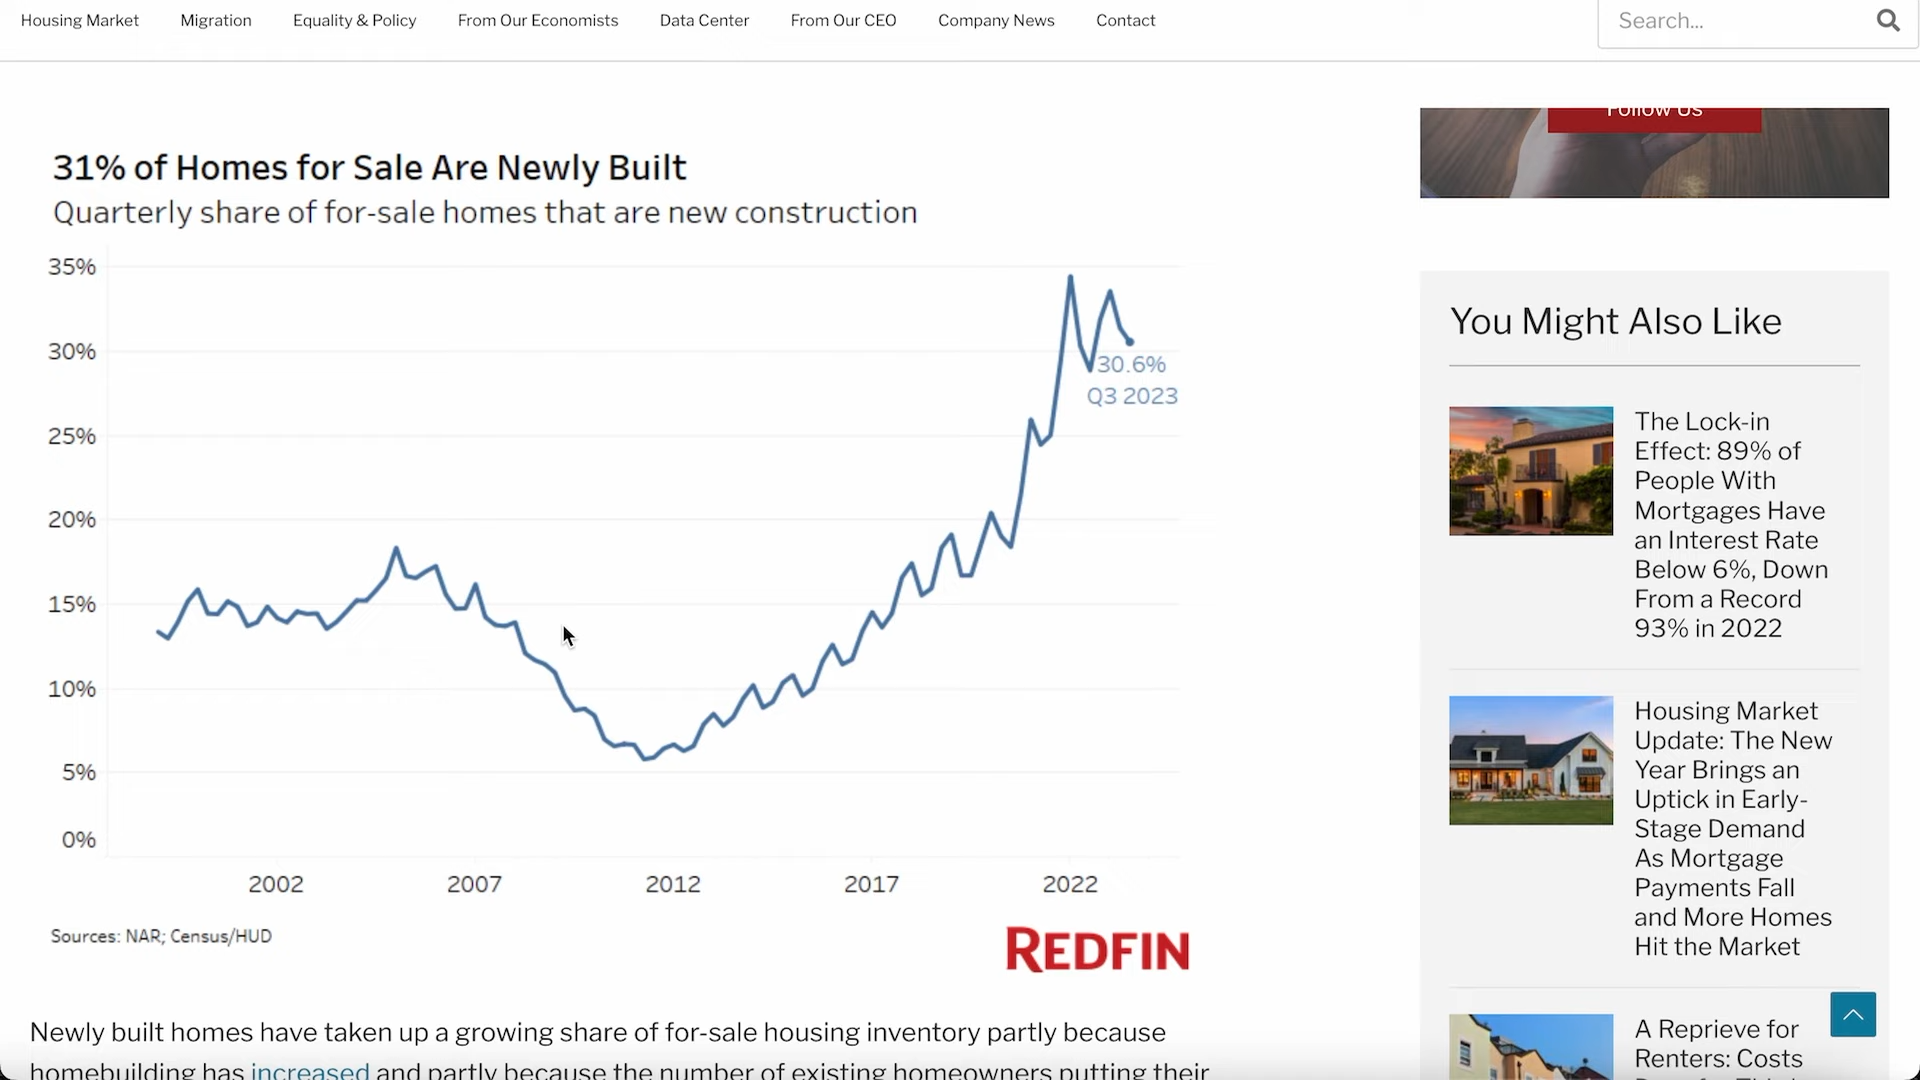 Housing Market
Migration
Equality & Policy
From Our Economists
Data Center
From Our CEO
Company News
Contact
Search...
Follow Us
31% of Homes for Sale Are Newly Built
Quarterly share of for-sale homes that are new construction
35%
30%
25%
20%
15%
10%
5%
0%
30.6%
Q3 2023
2002
2007
2012
2017
2022
Sources: NAR; Census/HUD
REDFIN
Newly built homes have taken up a growing share of for-sale housing inventory partly because
homebuilding has increased and partly because the number of existing homeowners putting their
You Might Also Like
The Lock-in
Effect: 89% of
People With
Mortgages Have
an Interest Rate
Below 6%, Down
From a Record
93% in 2022
Housing Market
Update: The New
Year Brings an
Uptick in Early-
Stage Demand
As Mortgage
Payments Fall
and More Homes
Hit the Market
A Reprieve for
Renters: Costs